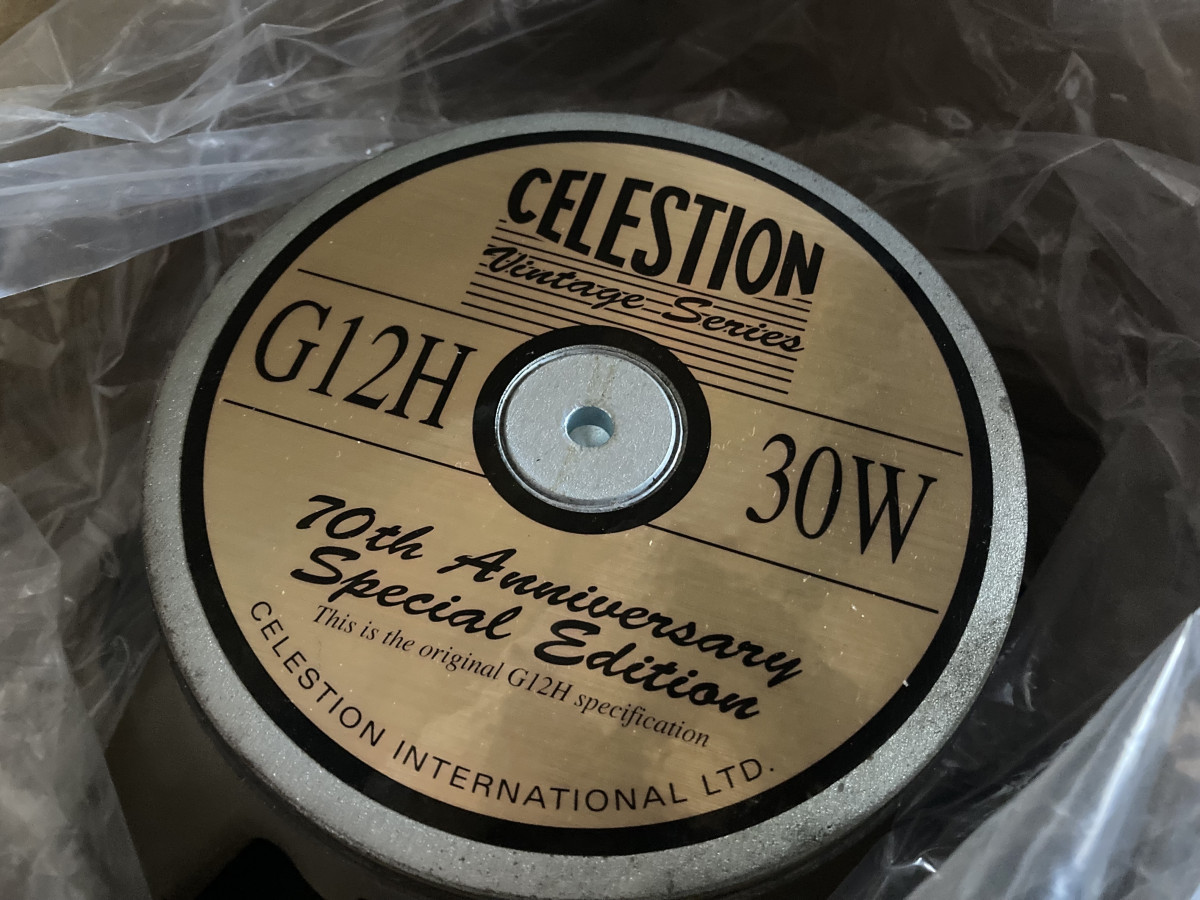 CELESTION
Vintage-Series
G12H
30W
70th Anniversary
Special Edition
This is the original G12H specification
CELESTION INTERNATIONAL LTD.